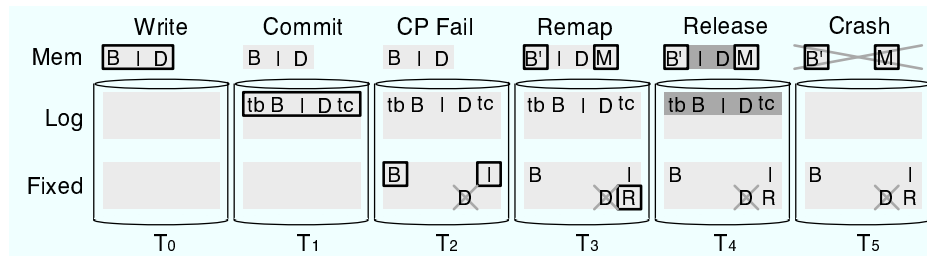 Write Commit CP Fail Remap Release Crash
Mem B I D B I D B I D B' I D M B' I D M B' M
Log tb B I D tc tb B I D tc tb B I D tc tb B I D tc
Fixed B I B I B I B I
D D R D R D R
T0 T1 T2 T3 T4 T5